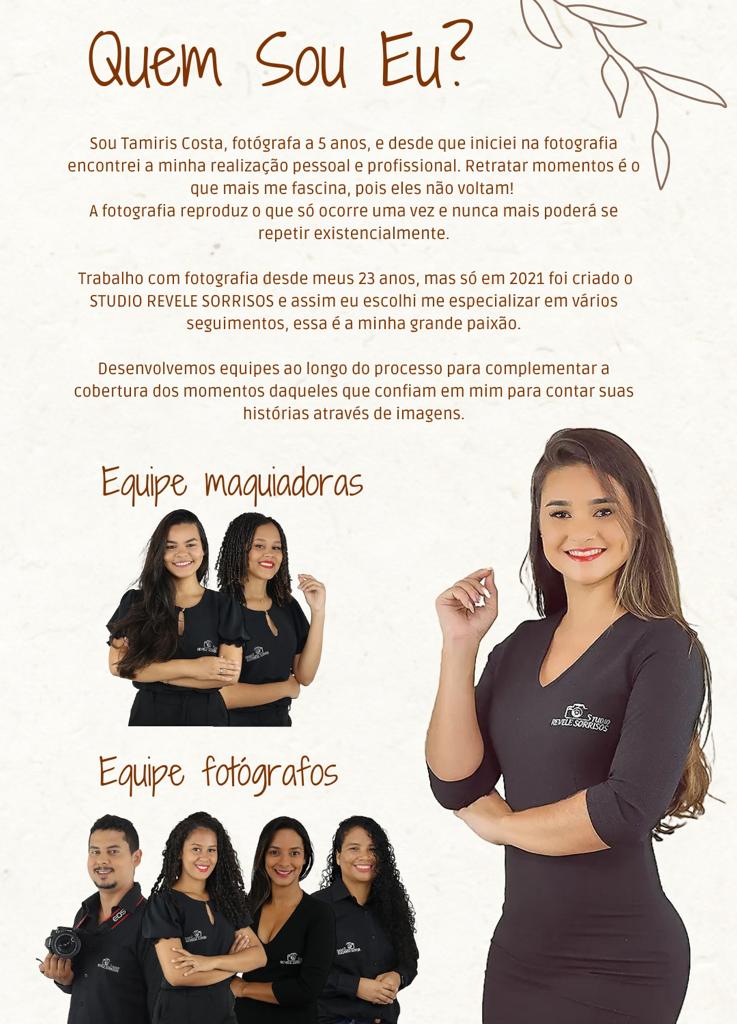 Quem Sou Eu?
Sou Tamiris Costa, fotógrafa a 5 anos, e desde que iniciei na fotografia
encontrei a minha realização pessoal e profissional. Retratar momentos é o
que mais me fascina, pois eles não voltam!
A fotografia reproduz o que só ocorre uma vez e nunca mais poderá se
repetir existencialmente.
Trabalho com fotografia desde meus 23 anos, mas só em 2021 foi criado o
STUDIO REVELE SORRISOS e assim eu escolhi me especializar em vários
seguimentos, essa é a minha grande paixão.
Desenvolvemos equipes ao longo do processo para complementar a
cobertura dos momentos daqueles que confiam em mim para contar suas
histórias através de imagens.
Equipe maquiadoras
STUDIO
REVELE SORRISOS
Equipe fotógrafos
EOS